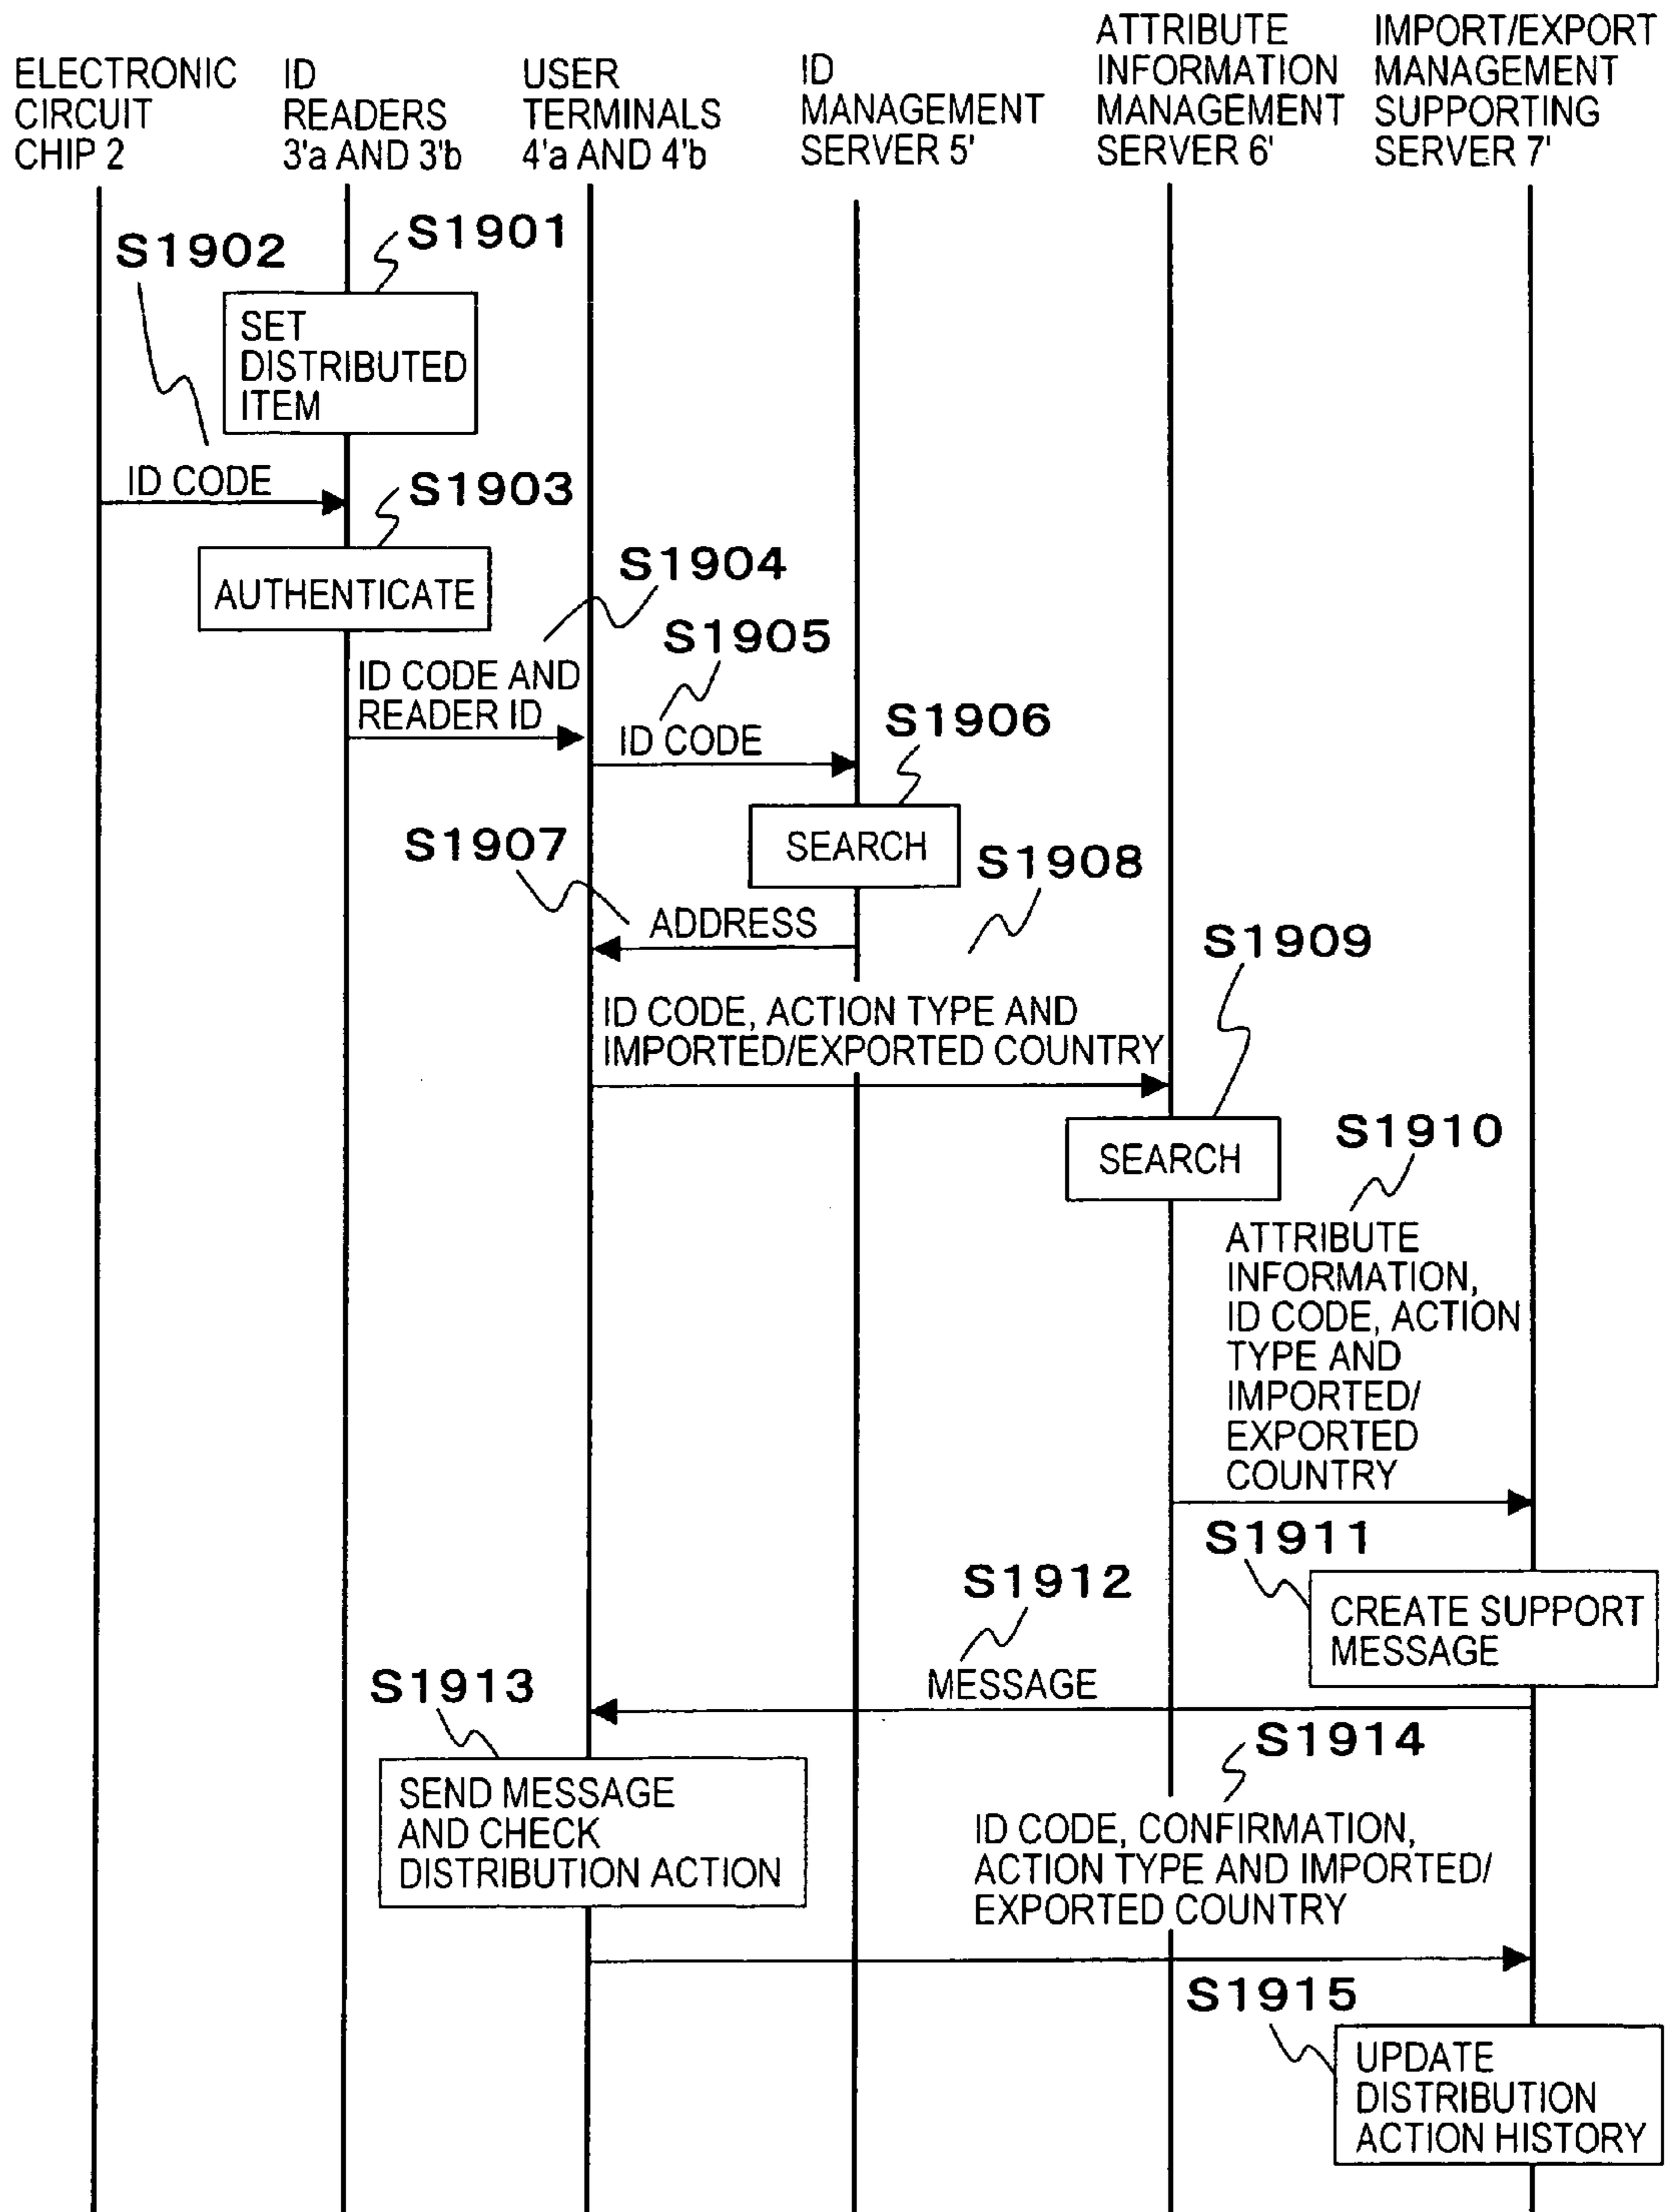 ELECTRONIC
CIRCUIT
CHIP 2
ID
READERS
3'a AND 3'b
USER
TERMINALS
4'a AND 4'b
ID
MANAGEMENT
SERVER 5'
ATTRIBUTE
INFORMATION
MANAGEMENT
SERVER 6'
IMPORT/EXPORT
MANAGEMENT
SUPPORTING
SERVER 7'
S1901
S1902
SET
DISTRIBUTED
ITEM
ID CODE
S1903
AUTHENTICATE
S1904
S1905
ID CODE AND
READER ID
ID CODE
S1906
SEARCH
S1907
S1908
ADDRESS
S1909
ID CODE, ACTION TYPE AND
IMPORTED/EXPORTED COUNTRY
SEARCH
S1910
ATTRIBUTE
INFORMATION,
ID CODE, ACTION
TYPE AND
IMPORTED/
EXPORTED
COUNTRY
S1911
CREATE SUPPORT
MESSAGE
S1912
MESSAGE
S1913
SEND MESSAGE
AND CHECK
DISTRIBUTION ACTION
S1914
ID CODE, CONFIRMATION,
ACTION TYPE AND IMPORTED/
EXPORTED COUNTRY
S1915
UPDATE
DISTRIBUTION
ACTION HISTORY